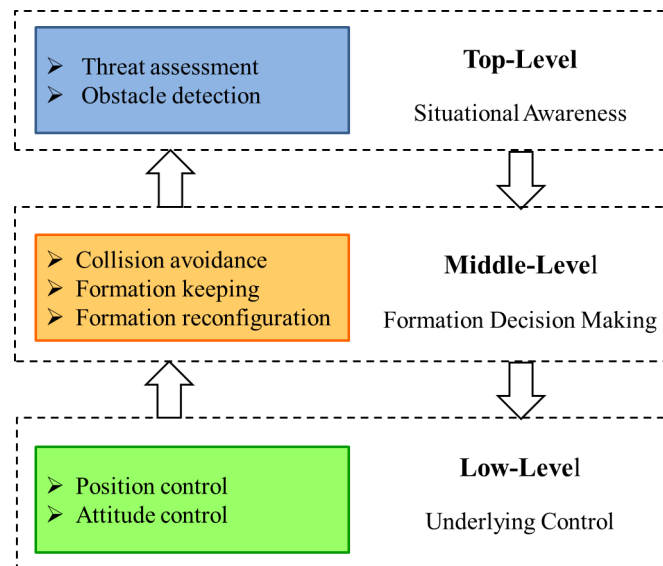 ➢ Threat assessment
➢ Obstacle detection
Top-Level
Situational Awareness
➢ Collision avoidance
➢ Formation keeping
➢ Formation reconfiguration
Middle-Level
Formation Decision Making
➢ Position control
➢ Attitude control
Low-Level
Underlying Control